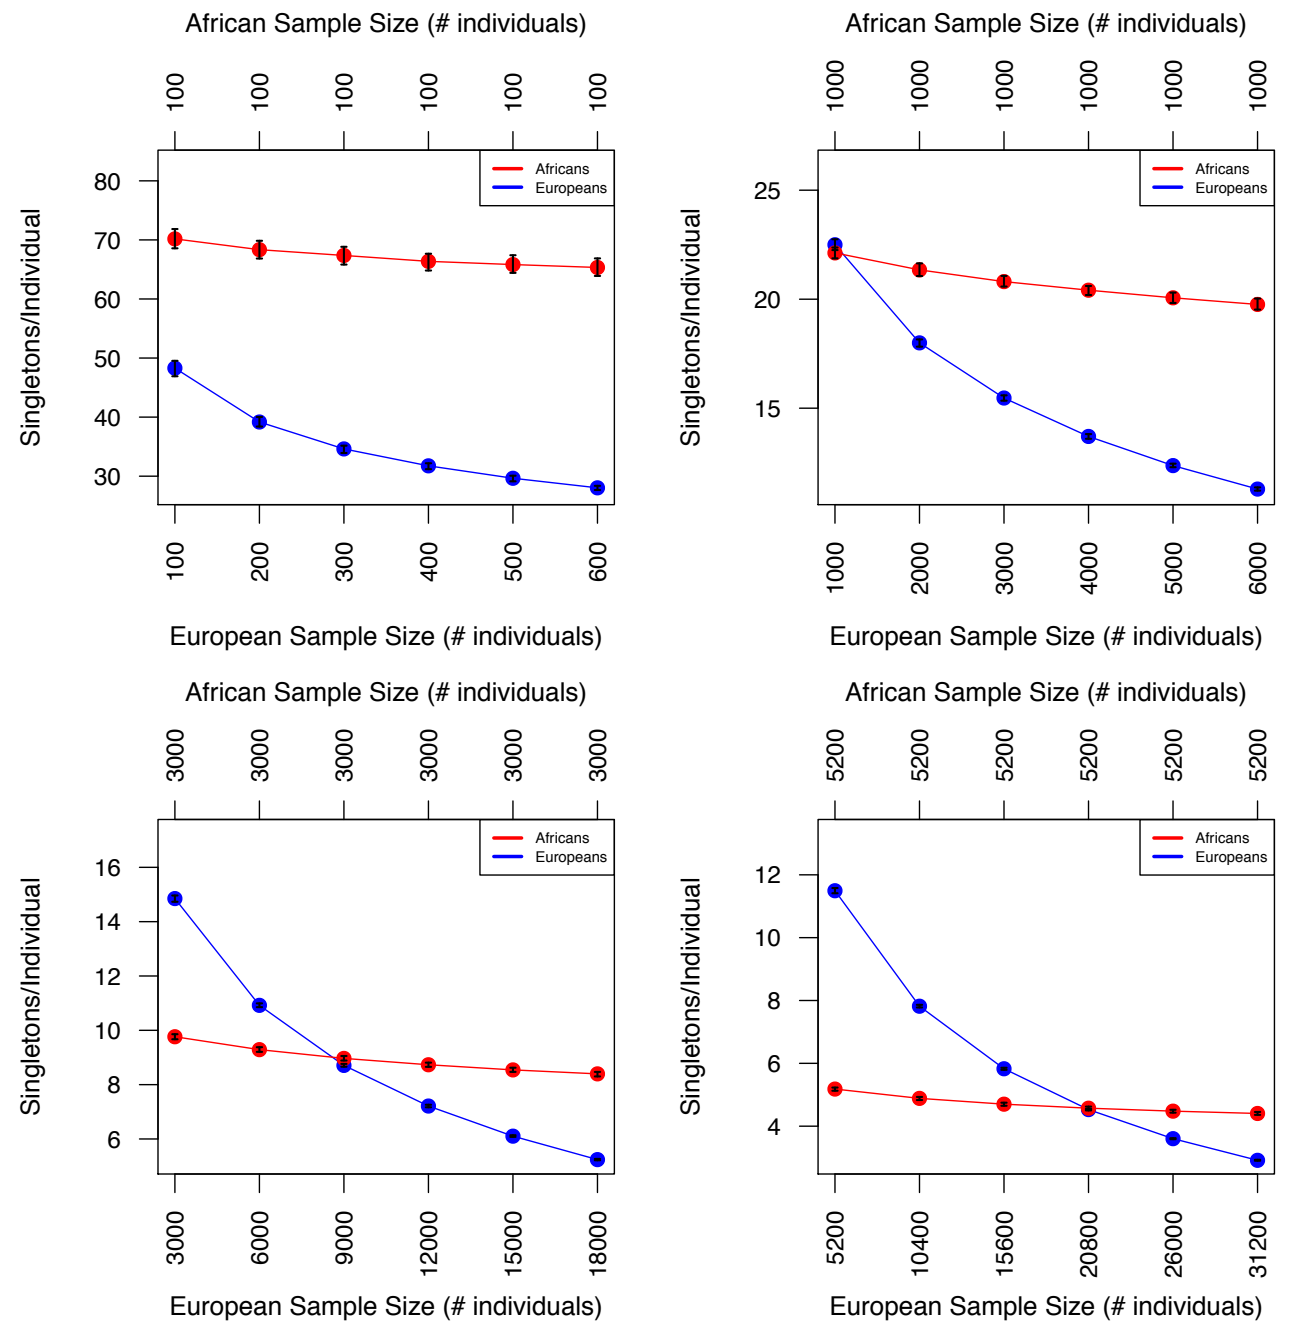 African Sample Size (# individuals)
100 100 100 100 100 100
80
70
60
50
40
30
Singletons/Individual
Africans
Europeans
100 200 300 400 500 600
European Sample Size (# individuals)
African Sample Size (# individuals)
1000 1000 1000 1000 1000 1000
25
20
15
Singletons/Individual
Africans
Europeans
1000 2000 3000 4000 5000 6000
European Sample Size (# individuals)
African Sample Size (# individuals)
3000 3000 3000 3000 3000 3000
16
14
12
10
8
6
Singletons/Individual
Africans
Europeans
3000 6000 9000 12000 15000 18000
European Sample Size (# individuals)
African Sample Size (# individuals)
5200 5200 5200 5200 5200 5200
12
10
8
6
4
Singletons/Individual
Africans
Europeans
5200 10400 15600 20800 26000 31200
European Sample Size (# individuals)